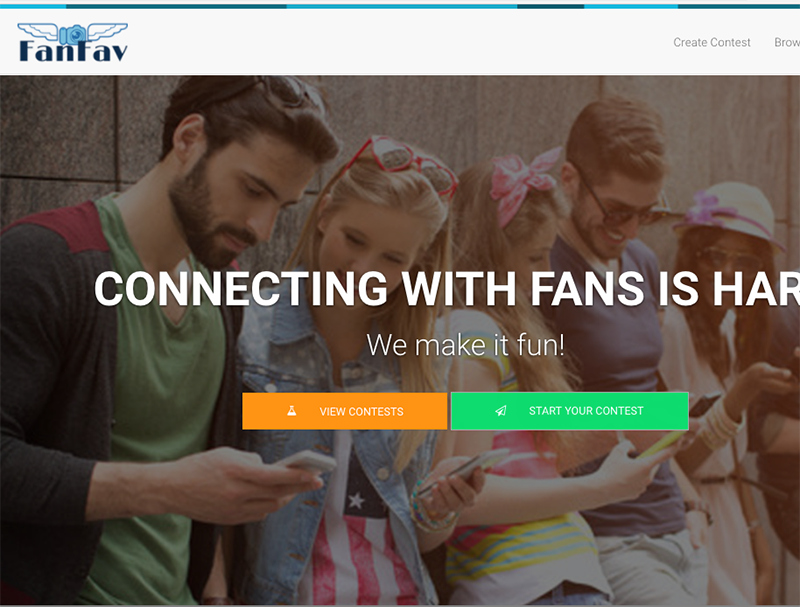 FanFav
Create Contest
Brow
CONNECTING WITH FANS IS HAR
We make it fun!
VIEW CONTESTS
START YOUR CONTEST